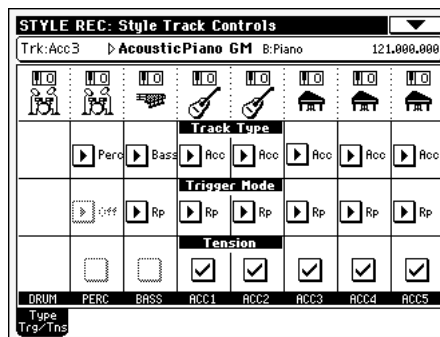 STYLE REC: Style Track Controls
Trk:Acc3 AcousticPiano GM B:Piano 121.000.000
Track Type
Perc Bass Acc Acc Acc Acc Acc
Trigger Mode
Off Rp Rp Rp Rp Rp Rp
Tension
DRUM PERC BASS ACC1 ACC2 ACC3 ACC4 ACC5
Type
Trg/Tns